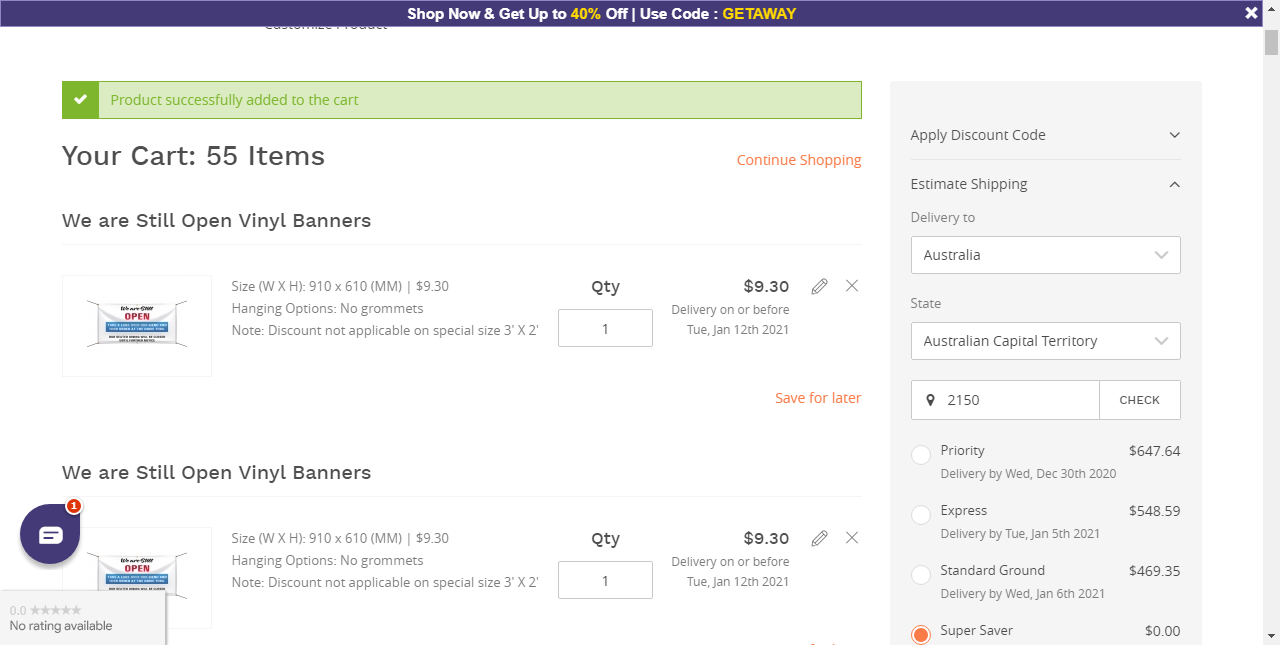 Shop Now & Get Up to 40% Off | Use Code : GETAWAY
Customize Product
Product successfully added to the cart
Your Cart: 55 Items
Continue Shopping
We are Still Open Vinyl Banners
We are Still
OPEN
Size (W X H): 910 x 610 (MM) | $9.30
Hanging Options: No grommets
Note: Discount not applicable on special size 3' X 2'
Qty
1
$9.30
Delivery on or before
Tue, Jan 12th 2021
Save for later
We are Still Open Vinyl Banners
We are Still
OPEN
Size (W X H): 910 x 610 (MM) | $9.30
Hanging Options: No grommets
Note: Discount not applicable on special size 3' X 2'
Qty
1
$9.30
Delivery on or before
Tue, Jan 12th 2021
1
0.0
No rating available
Apply Discount Code
Estimate Shipping
Delivery to
Australia
State
Australian Capital Territory
2150
CHECK
Priority $647.64
Delivery by Wed, Dec 30th 2020
Express $548.59
Delivery by Tue, Jan 5th 2021
Standard Ground $469.35
Delivery by Wed, Jan 6th 2021
Super Saver $0.00